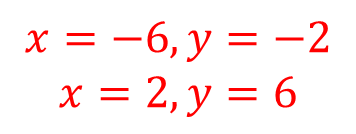 x = −6, y = −2
x = 2, y = 6